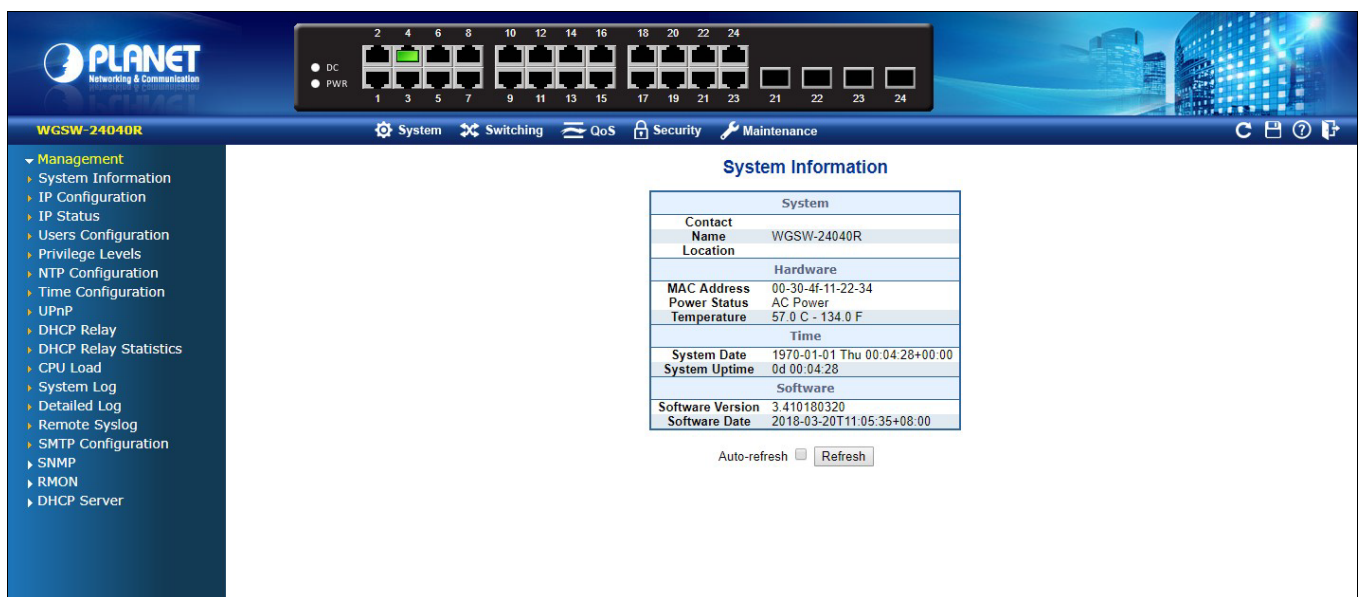 PLANET
Networking & Communication
2 4 6 8 10 12 14 16 18 20 22 24
DC
PWR
1 3 5 7 9 11 13 15 17 19 21 23 21 22 23 24
WGSW-24040R
System Switching QoS Security Maintenance
Management
System Information
IP Configuration
IP Status
Users Configuration
Privilege Levels
NTP Configuration
Time Configuration
UPnP
DHCP Relay
DHCP Relay Statistics
CPU Load
System Log
Detailed Log
Remote Syslog
SMTP Configuration
SNMP
RMON
DHCP Server
System Information
System
Contact
Name WGSW-24040R
Location
Hardware
MAC Address 00-30-4f-11-22-34
Power Status AC Power
Temperature 57.0 C - 134.0 F
Time
System Date 1970-01-01 Thu 00:04:28+00:00
System Uptime 0d 00:04:28
Software
Software Version 3.410180320
Software Date 2018-03-20T11:05:35+08:00
Auto-refresh Refresh